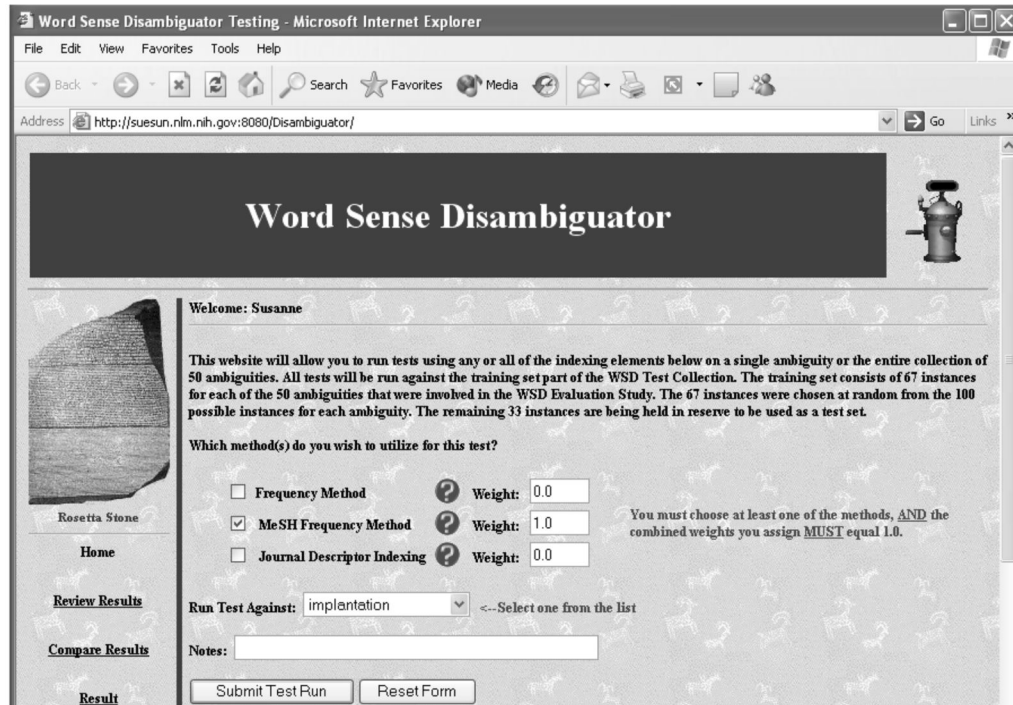 Word Sense Disambiguator Testing - Microsoft Internet Explorer
File Edit View Favorites Tools Help
Back Search Favorites Media
Address http://suesun.nlm.nih.gov:8080/Disambiguator/ Go Links »
Word Sense Disambiguator
Welcome: Susanne
This website will allow you to run tests using any or all of the indexing elements below on a single ambiguity or the entire collection of
50 ambiguities. All tests will be run against the training set part of the WSD Test Collection. The training set consists of 67 instances
for each of the 50 ambiguities that were involved in the WSD Evaluation Study. The 67 instances were chosen at random from the 100
possible instances for each ambiguity. The remaining 33 instances are being held in reserve to be used as a test set.
Which method(s) do you wish to utilize for this test?
Frequency Method ? Weight: 0.0
MeSH Frequency Method ? Weight: 1.0
Journal Descriptor Indexing ? Weight: 0.0
You must choose at least one of the methods, AND the
combined weights you assign MUST equal 1.0.
Run Test Against: implantation <--Select one from the list
Notes:
Submit Test Run Reset Form
Rosetta Stone
Home
Review Results
Compare Results
Result